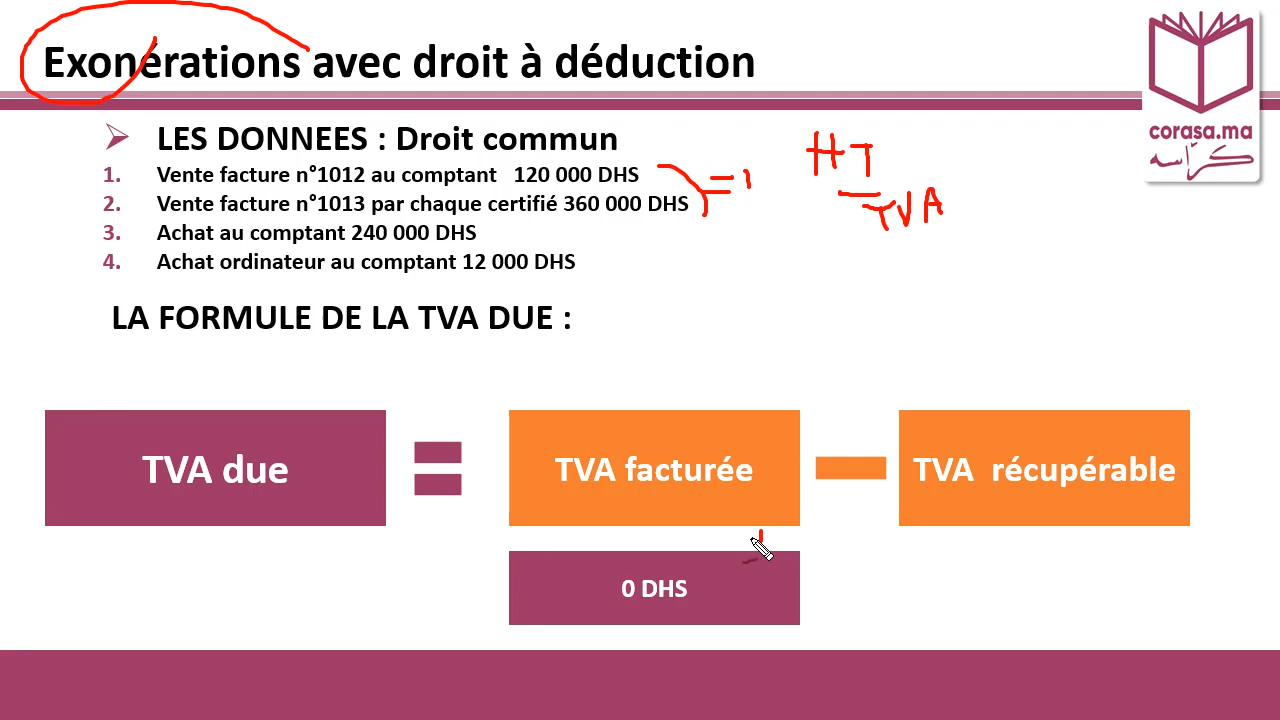 Exonérations avec droit à déduction
corasa.ma
كرّاسة
LES DONNEES : Droit commun
1. Vente facture n°1012 au comptant 120 000 DHS
2. Vente facture n°1013 par chaque certifié 360 000 DHS
3. Achat au comptant 240 000 DHS
4. Achat ordinateur au comptant 12 000 DHS
HT
TVA
LA FORMULE DE LA TVA DUE :
TVA due = TVA facturée - TVA récupérable
0 DHS